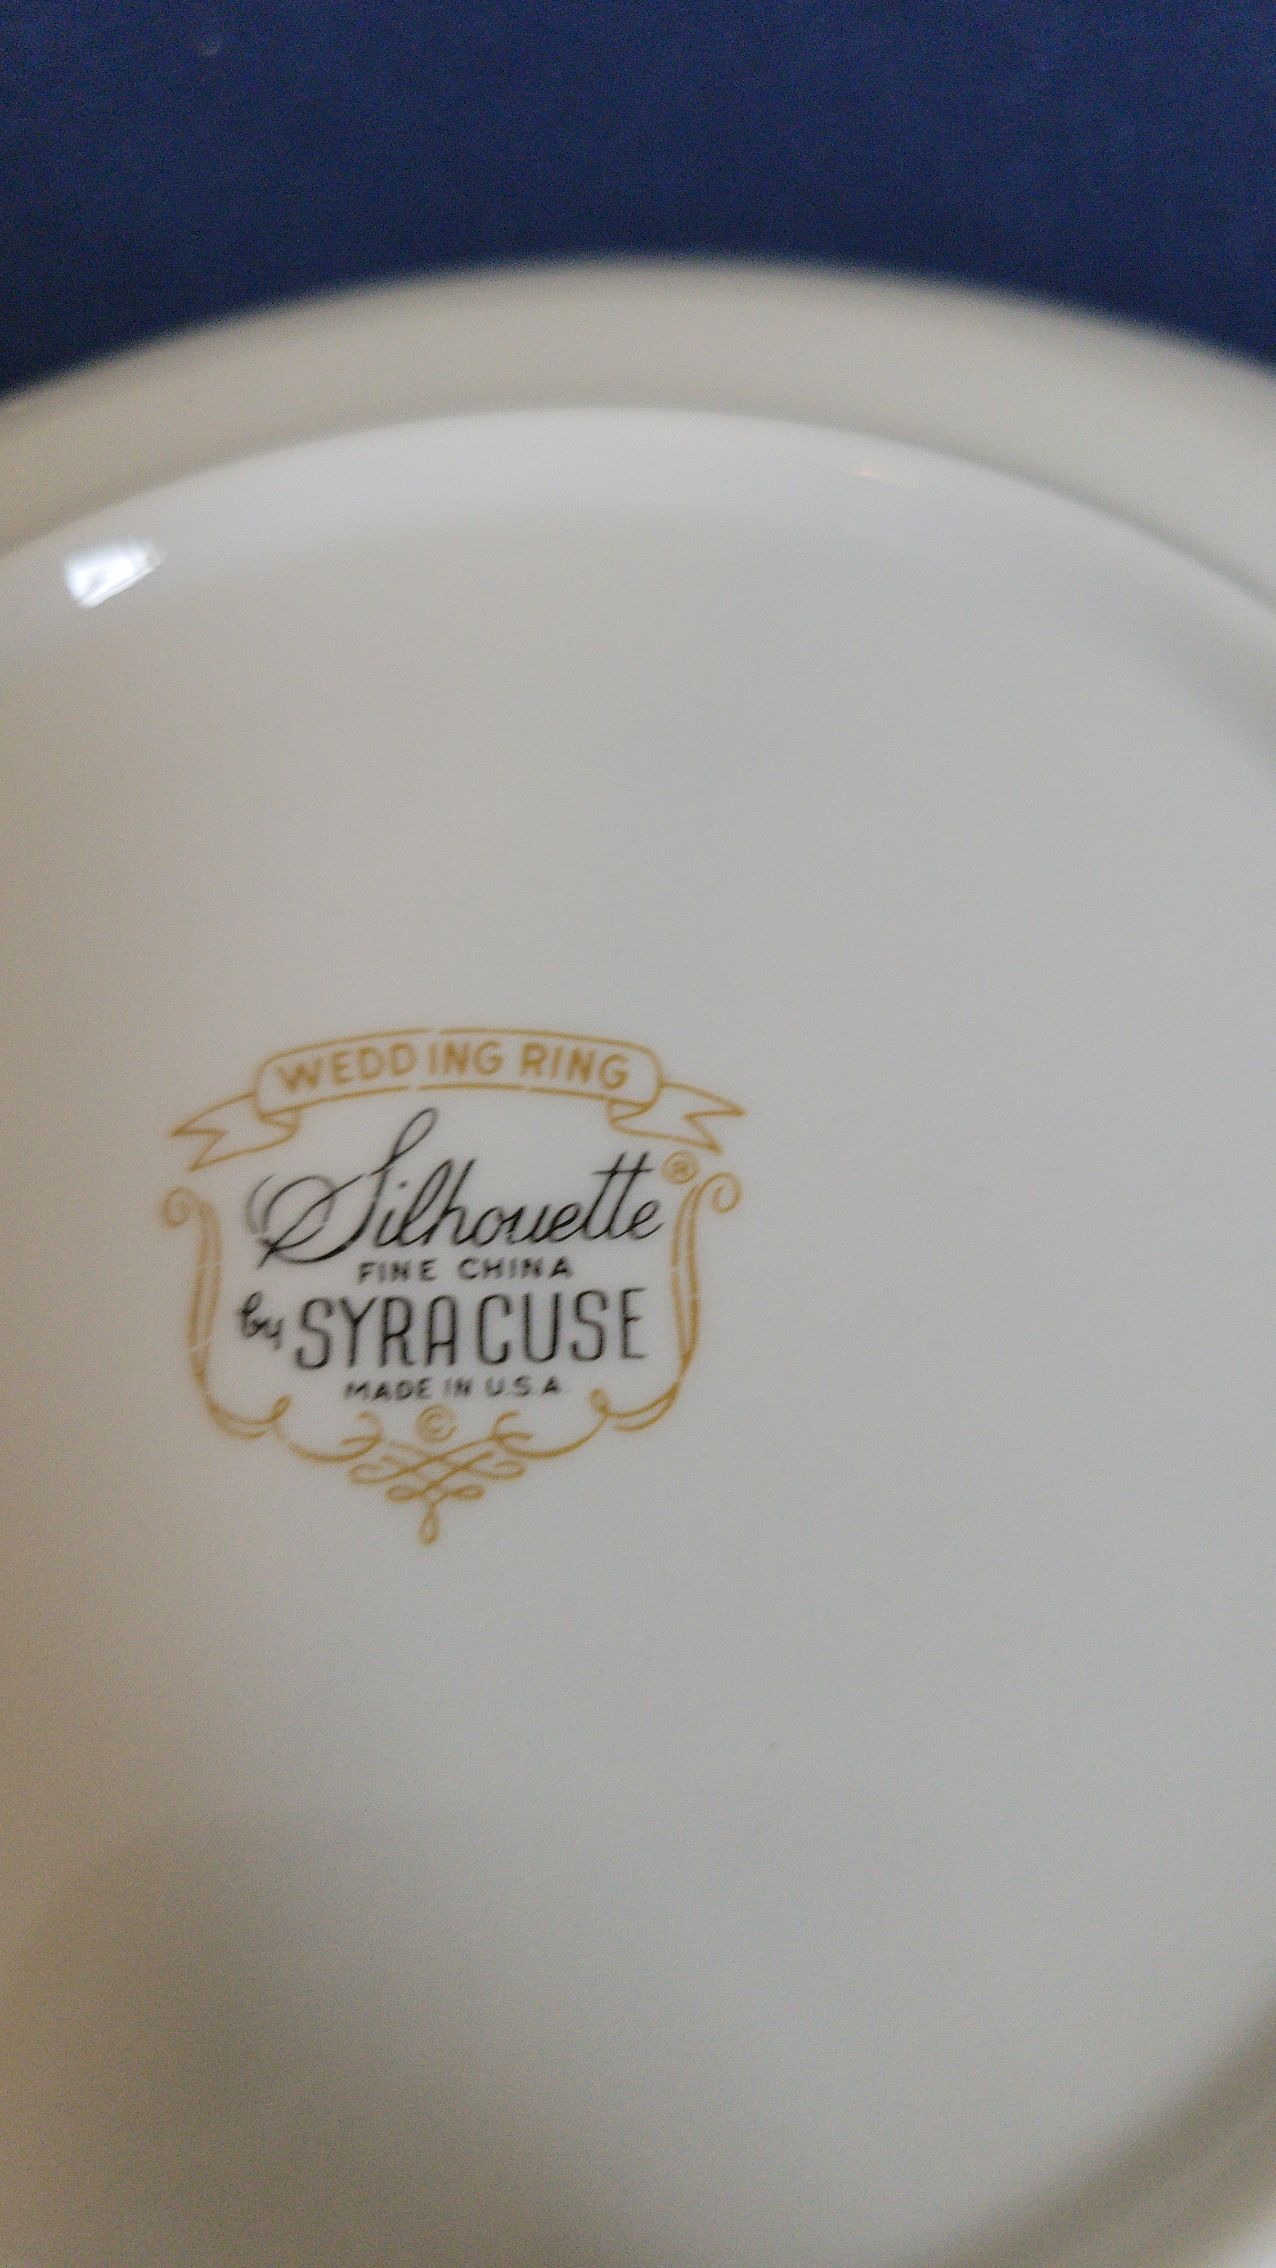 WEDDING RING
Silhouette ®
FINE CHINA
by SYRACUSE
MADE IN U.S.A.
©